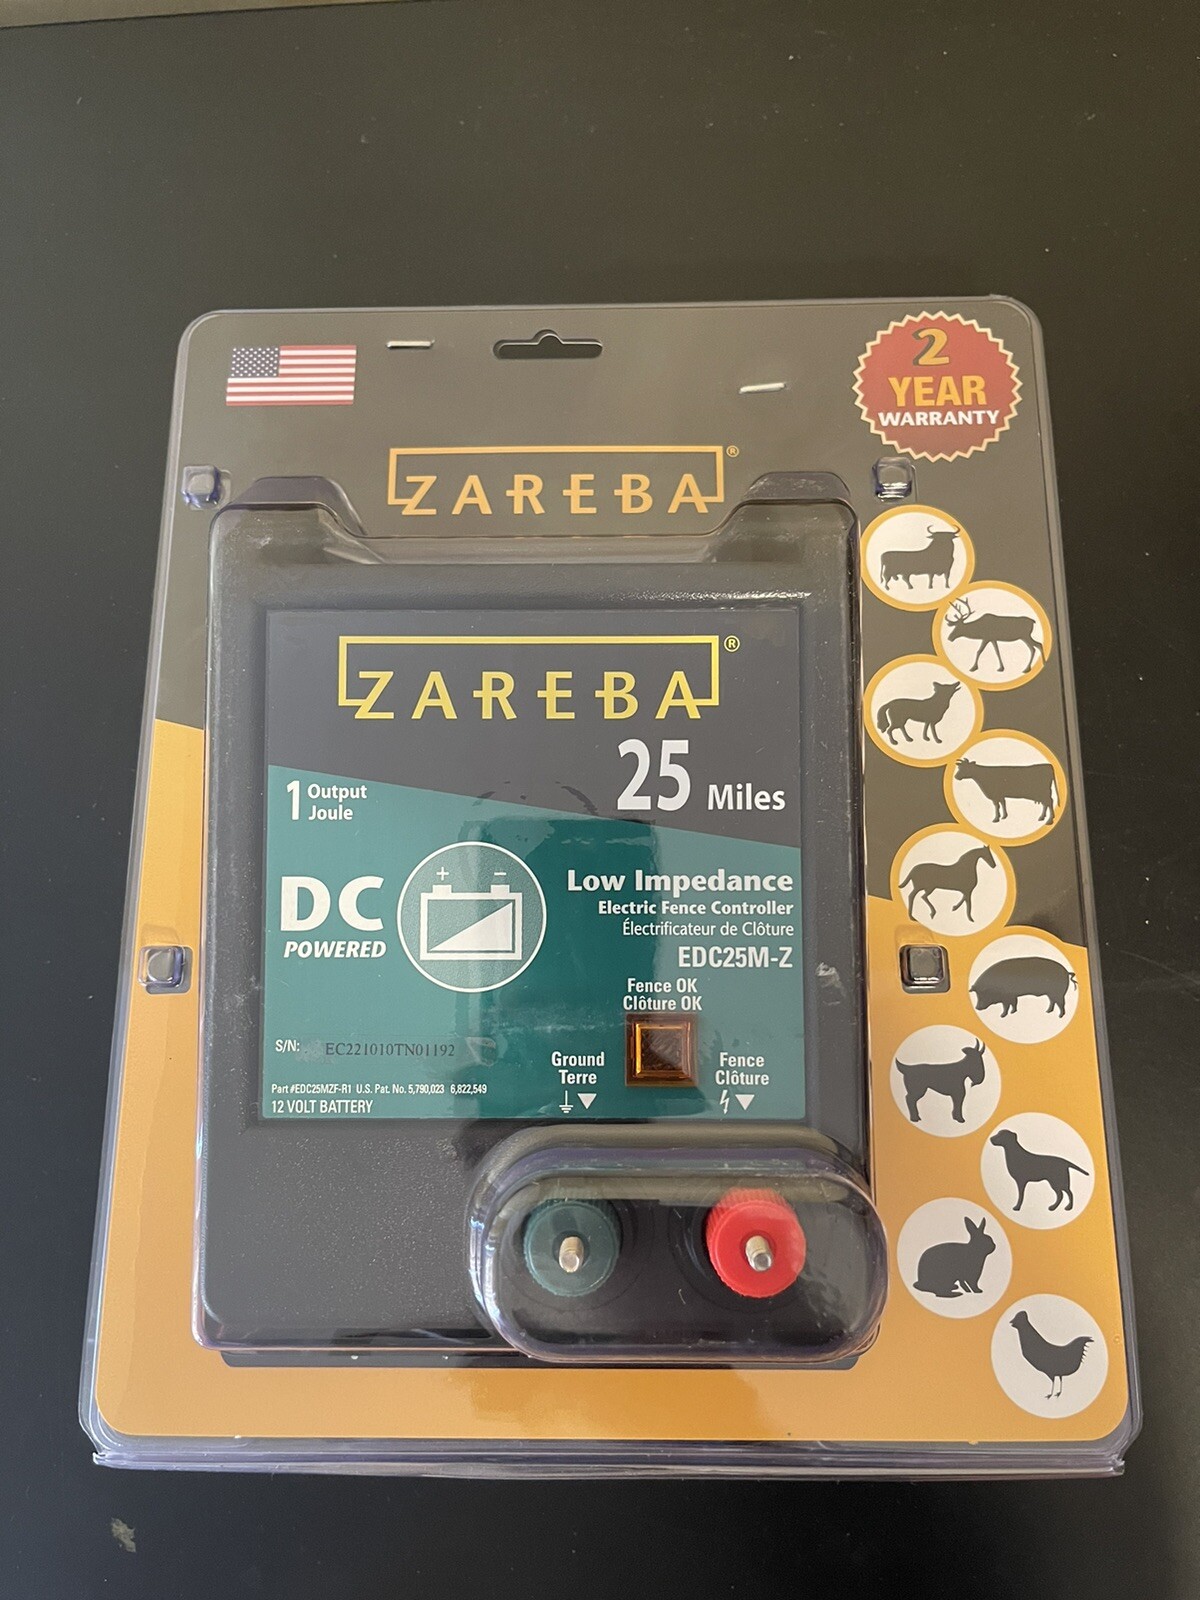 2
YEAR
WARRANTY
ZAREBA®
ZAREBA®
25 Miles
1 Output
Joule
DC
POWERED
+ −
Low Impedance
Electric Fence Controller
Électrificateur de Clôture
EDC25M-Z
Fence OK
Clôture OK
S/N: EC221010TN01192
Ground
Terre
Fence
Clôture
Part #EDC25MZF-R1 U.S. Pat. No. 5,790,023 6,822,549
12 VOLT BATTERY